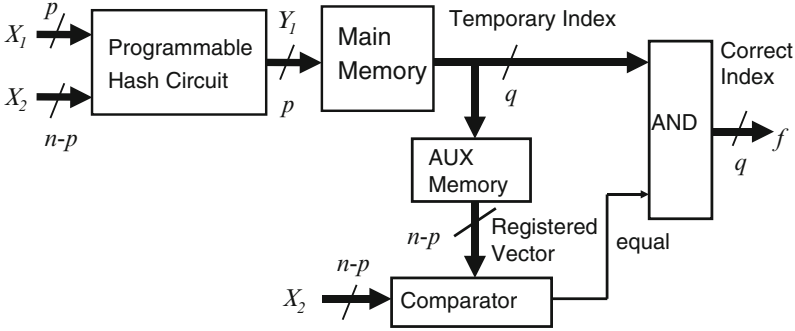 p
X₁
X₂
n-p
Programmable
Hash Circuit
Y₁
p
Main
Memory
Temporary Index
q
AND
Correct
Index
q
f
AUX
Memory
n-p
Registered
Vector
equal
n-p
X₂
Comparator